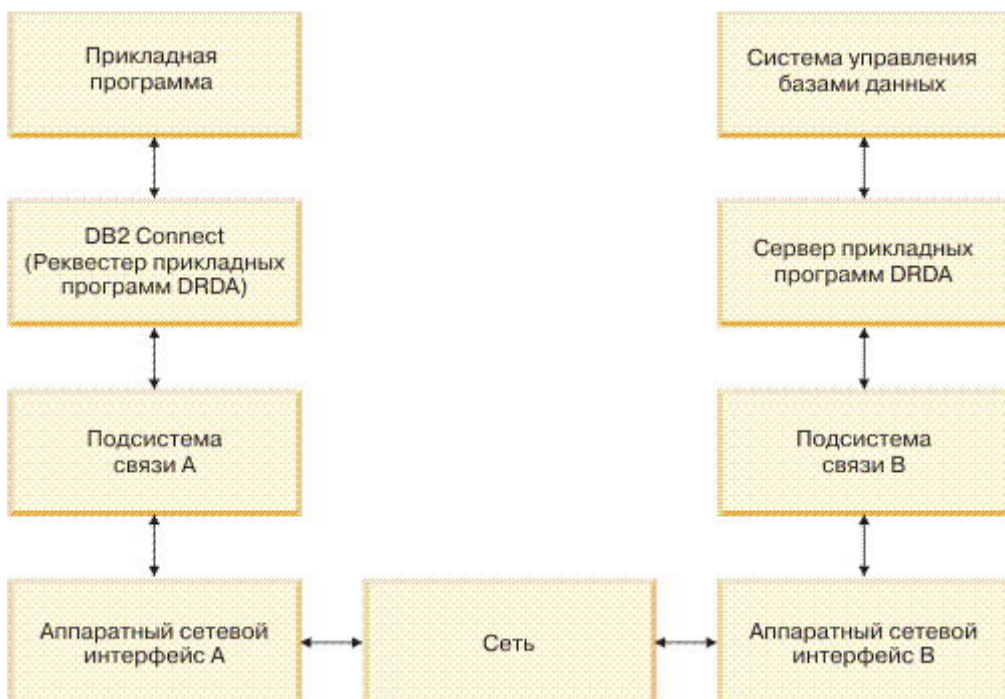 Прикладная
программа
Система управления
базами данных
DB2 Connect
(Реквестер прикладных
программ DRDA)
Сервер прикладных
программ DRDA
Подсистема
связи A
Подсистема
связи B
Аппаратный сетевой
интерфейс A
Сеть
Аппаратный сетевой
интерфейс B